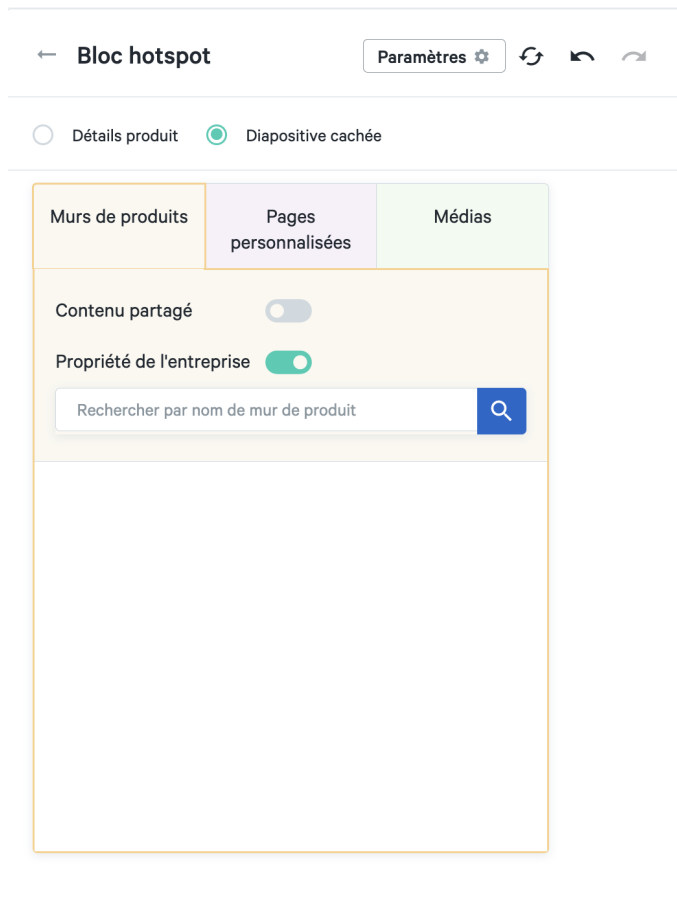 Bloc hotspot
Paramètres
Détails produit
Diapositive cachée
Murs de produits
Pages
personnalisées
Médias
Contenu partagé
Propriété de l'entreprise
Rechercher par nom de mur de produit